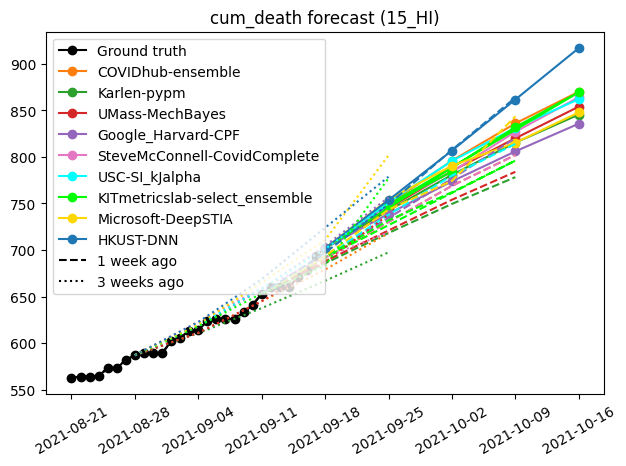 cum_death forecast (15_HI)
900
850
800
750
700
650
600
550
Ground truth
COVIDhub-ensemble
Karlen-pypm
UMass-MechBayes
Google_Harvard-CPF
SteveMcConnell-CovidComplete
USC-SI_kJalpha
KITmetricslab-select_ensemble
Microsoft-DeepSTIA
HKUST-DNN
1 week ago
3 weeks ago
2021-08-21
2021-08-28
2021-09-04
2021-09-11
2021-09-18
2021-09-25
2021-10-02
2021-10-09
2021-10-16